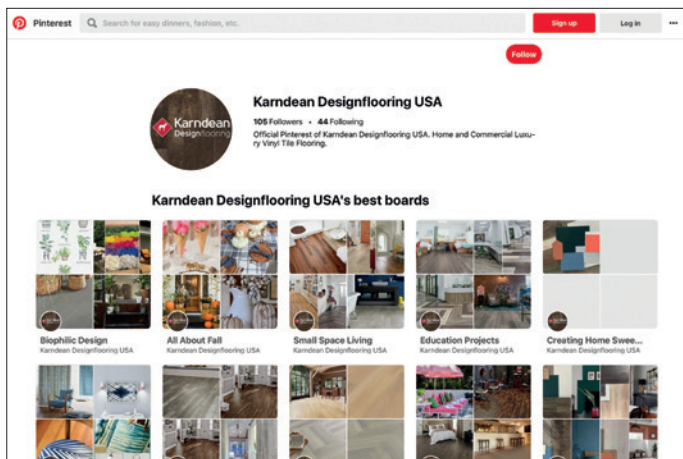 Pinterest
Search for easy dinners, fashion, etc.
Sign up
Log in
Follow
Karndean
Designflooring
Karndean Designflooring USA
105 Followers • 44 Following
Official Pinterest of Karndean Designflooring USA. Home and Commercial Luxu-
ry Vinyl Tile Flooring.
Karndean Designflooring USA's best boards
Biophilic Design
Karndean Designflooring USA
All About Fall
Karndean Designflooring USA
Small Space Living
Karndean Designflooring USA
Education Projects
Karndean Designflooring USA
Creating Home Swee...
Karndean Designflooring USA